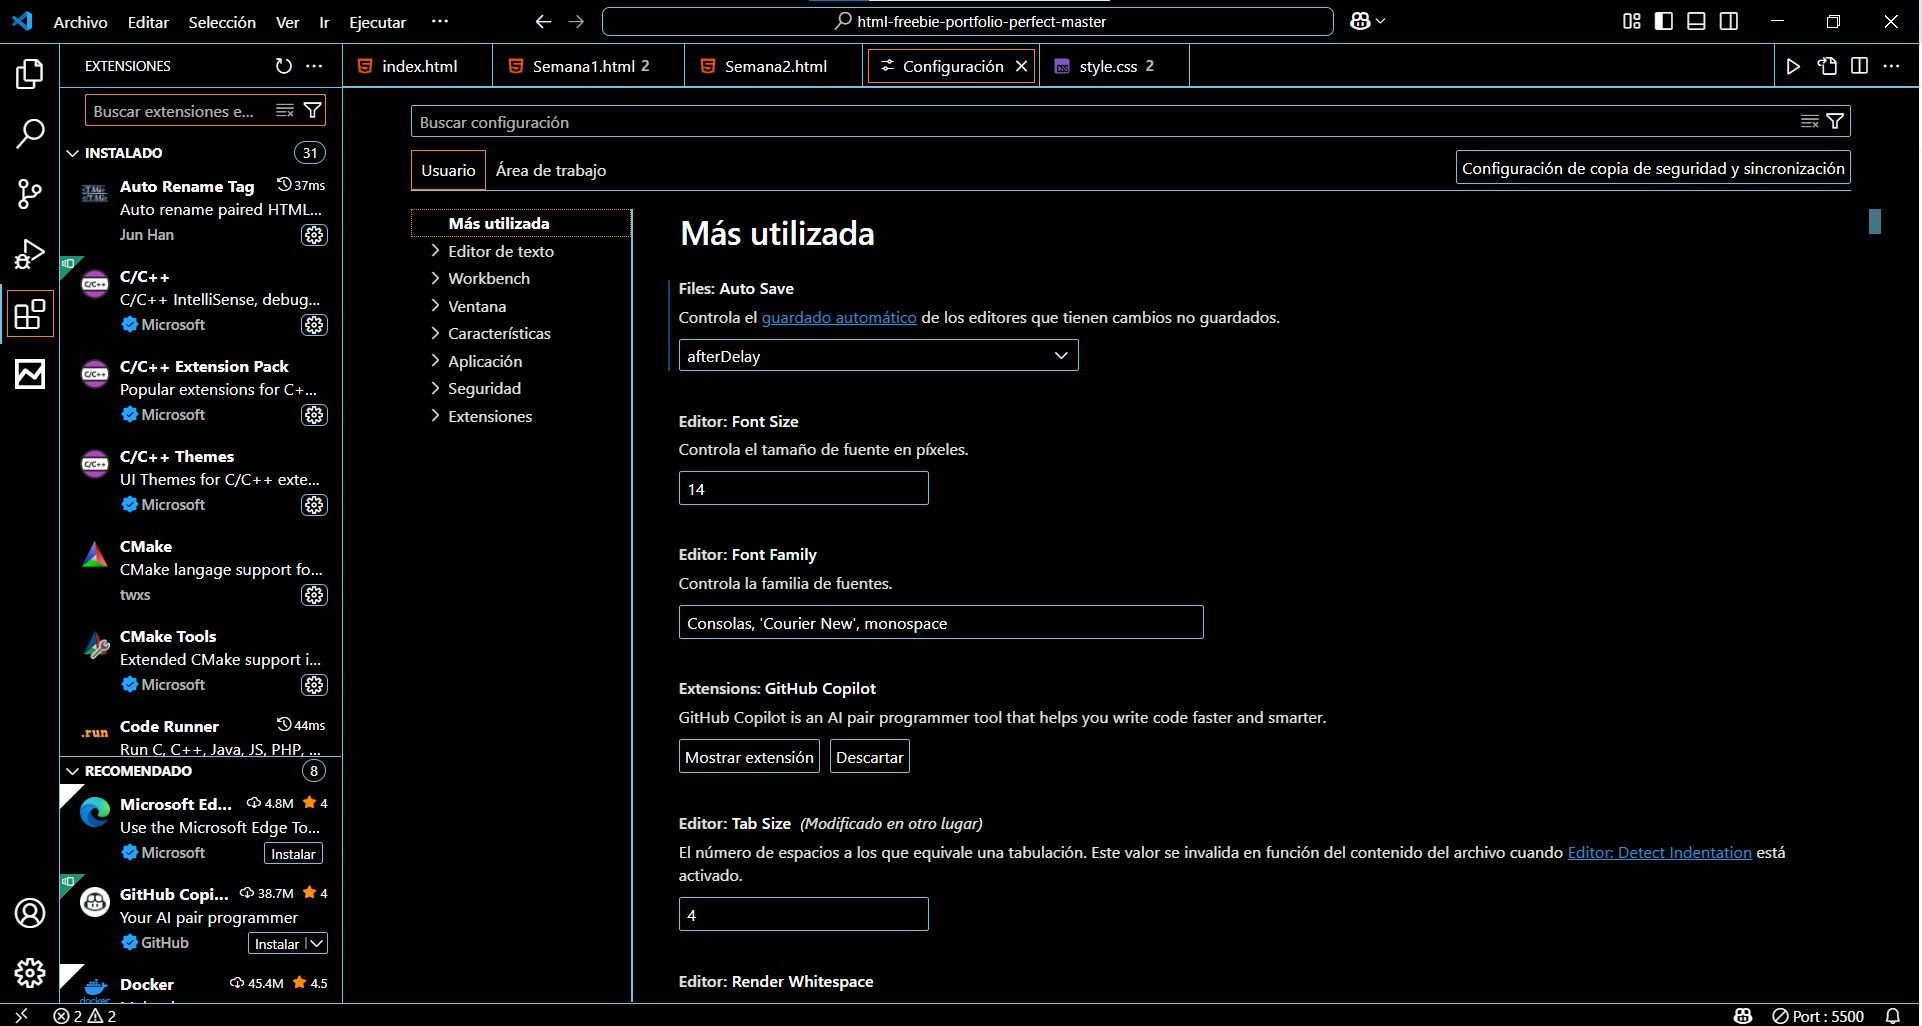 Archivo Editar Selección Ver Ir Ejecutar ··· html-freebie-portfolio-perfect-master
EXTENSIONES
index.html Semana1.html 2 Semana2.html Configuración style.css 2
Buscar extensiones e...
INSTALADO 31
Auto Rename Tag 37ms
Auto rename paired HTML...
Jun Han
C/C++
C/C++ IntelliSense, debug...
Microsoft
C/C++ Extension Pack
Popular extensions for C+...
Microsoft
C/C++ Themes
UI Themes for C/C++ exte...
Microsoft
CMake
CMake langage support fo...
twxs
CMake Tools
Extended CMake support i...
Microsoft
.run
Code Runner 44ms
Run C, C++, Java, JS, PHP, ...
RECOMENDADO 8
Microsoft Ed... 4.8M 4
Use the Microsoft Edge To...
Microsoft Instalar
GitHub Copi... 38.7M 4
Your AI pair programmer
GitHub Instalar
Docker 45.4M 4.5
docker
Buscar configuración
Usuario Área de trabajo
Configuración de copia de seguridad y sincronización
Más utilizada
Editor de texto
Workbench
Ventana
Características
Aplicación
Seguridad
Extensiones
Más utilizada
Files: Auto Save
Controla el guardado automático de los editores que tienen cambios no guardados.
afterDelay
Editor: Font Size
Controla el tamaño de fuente en píxeles.
14
Editor: Font Family
Controla la familia de fuentes.
Consolas, 'Courier New', monospace
Extensions: GitHub Copilot
GitHub Copilot is an AI pair programmer tool that helps you write code faster and smarter.
Mostrar extensión Descartar
Editor: Tab Size (Modificado en otro lugar)
El número de espacios a los que equivale una tabulación. Este valor se invalida en función del contenido del archivo cuando Editor: Detect Indentation está
activado.
4
Editor: Render Whitespace
2 2 Port : 5500